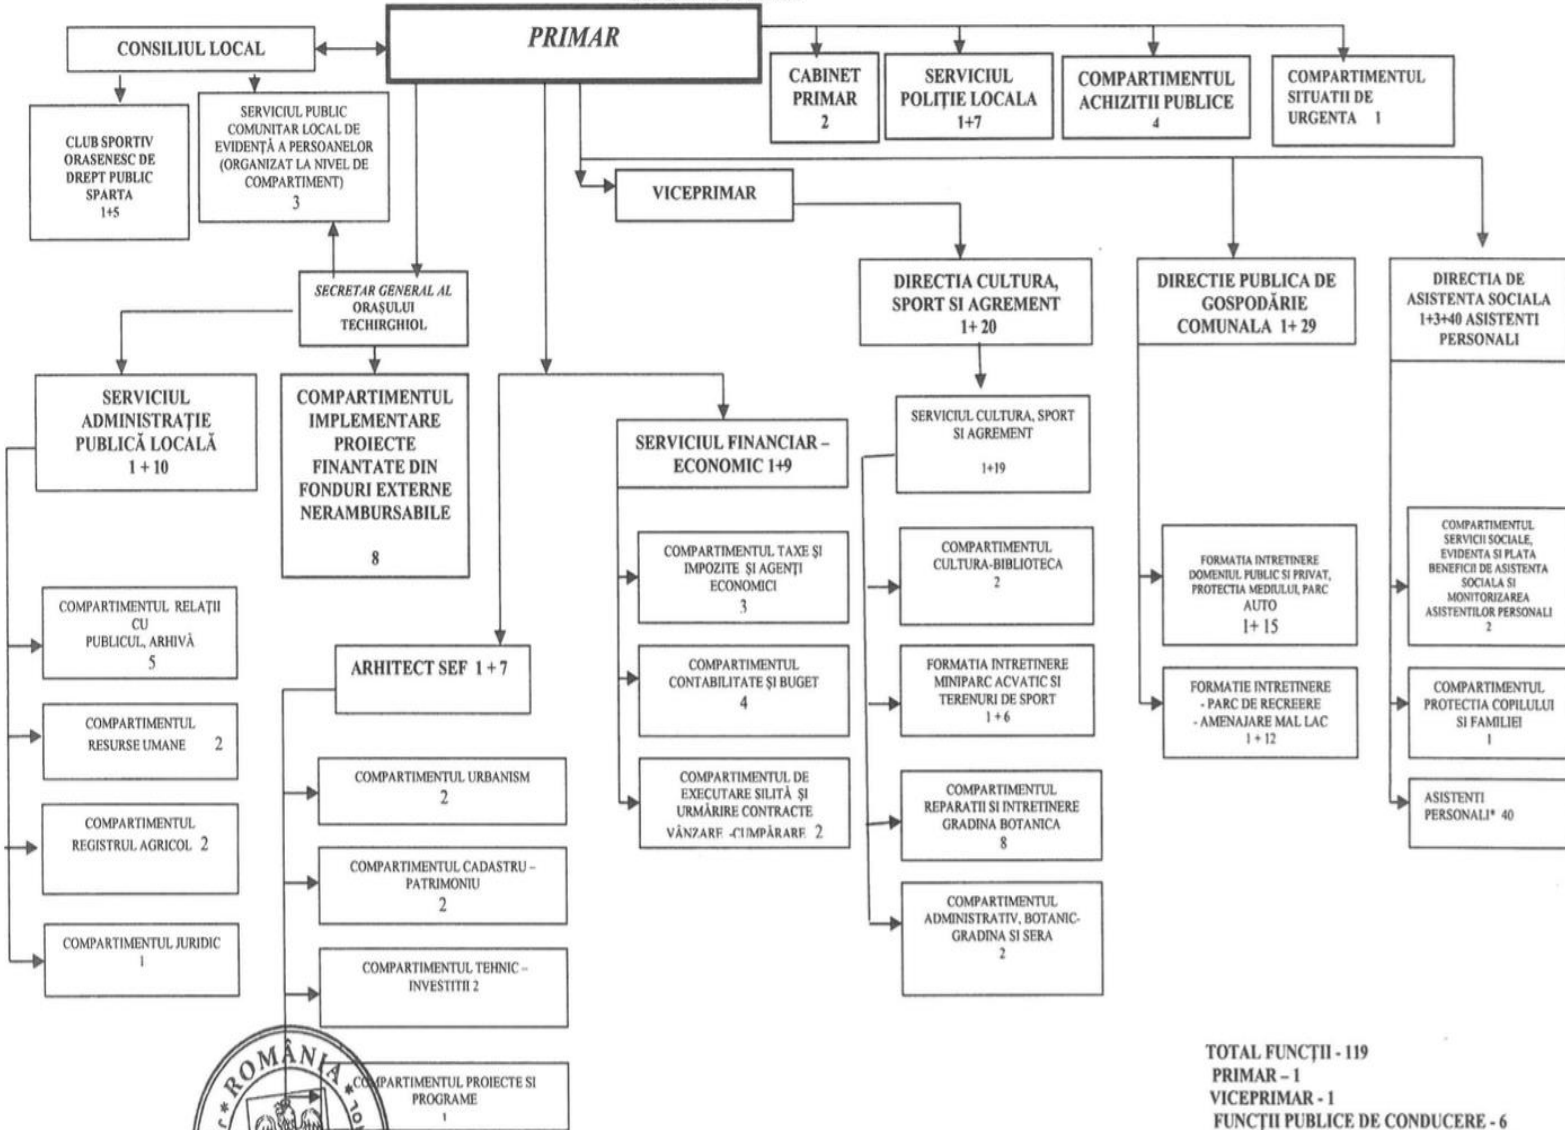 PRIMAR
CONSILIUL LOCAL
CABINET
PRIMAR
2
SERVICIUL
POLIȚIE LOCALA
1+7
COMPARTIMENTUL
ACHIZITII PUBLICE
4
COMPARTIMENTUL
SITUATII DE
URGENTA 1
CLUB SPORTIV
ORASENESC DE
DREPT PUBLIC
SPARTA
1+5
SERVICIUL PUBLIC
COMUNITAR LOCAL DE
EVIDENȚĂ A PERSOANELOR
(ORGANIZAT LA NIVEL DE
COMPARTIMENT)
3
VICEPRIMAR
SECRETAR GENERAL AL
ORAȘULUI
TECHIRGHIOL
DIRECTIA CULTURA,
SPORT SI AGREMENT
1+ 20
DIRECTIE PUBLICA DE
GOSPODĂRIE
COMUNALA 1+ 29
DIRECTIA DE
ASISTENTA SOCIALA
1+3+40 ASISTENTI
PERSONALI
SERVICIUL
ADMINISTRAȚIE
PUBLICĂ LOCALĂ
1 + 10
COMPARTIMENTUL
IMPLEMENTARE
PROIECTE
FINANTATE DIN
FONDURI EXTERNE
NERAMBURSABILE
8
SERVICIUL FINANCIAR –
ECONOMIC 1+9
SERVICIUL CULTURA, SPORT
SI AGREMENT
1+19
COMPARTIMENTUL RELAȚII
CU
PUBLICUL, ARHIVĂ
5
COMPARTIMENTUL
RESURSE UMANE 2
COMPARTIMENTUL
REGISTRUL AGRICOL 2
COMPARTIMENTUL JURIDIC
1
ARHITECT SEF 1 + 7
COMPARTIMENTUL URBANISM
2
COMPARTIMENTUL CADASTRU –
PATRIMONIU
2
COMPARTIMENTUL TEHNIC –
INVESTITII 2
COMPARTIMENTUL PROIECTE SI
PROGRAME
1
COMPARTIMENTUL TAXE ȘI
IMPOZITE ȘI AGENȚI
ECONOMICI
3
COMPARTIMENTUL
CONTABILITATE ȘI BUGET
4
COMPARTIMENTUL DE
EXECUTARE SILITĂ ȘI
URMĂRIRE CONTRACTE
VÂNZARE -CUMPĂRARE 2
COMPARTIMENTUL
CULTURA-BIBLIOTECA
2
FORMATIA INTRETINERE
MINIPARC ACVATIC SI
TERENURI DE SPORT
1 + 6
COMPARTIMENTUL
REPARATII SI INTRETINERE
GRADINA BOTANICA
8
COMPARTIMENTUL
ADMINISTRATIV, BOTANIC-
GRADINA SI SERA
2
FORMATIA INTRETINERE
DOMENIUL PUBLIC SI PRIVAT,
PROTECTIA MEDIULUI, PARC
AUTO
1+ 15
FORMATIE INTRETINERE
- PARC DE RECREERE
- AMENAJARE MAL LAC
1 + 12
COMPARTIMENTUL
SERVICII SOCIALE,
EVIDENTA SI PLATA
BENEFICII DE ASISTENTA
SOCIALA SI
MONITORIZAREA
ASISTENTILOR PERSONALI
2
COMPARTIMENTUL
PROTECTIA COPILULUI
SI FAMILIEI
1
ASISTENTI
PERSONALI* 40
* ROMÂNIA *
TOTAL FUNCȚII - 119
PRIMAR – 1
VICEPRIMAR - 1
FUNCȚII PUBLICE DE CONDUCERE - 6